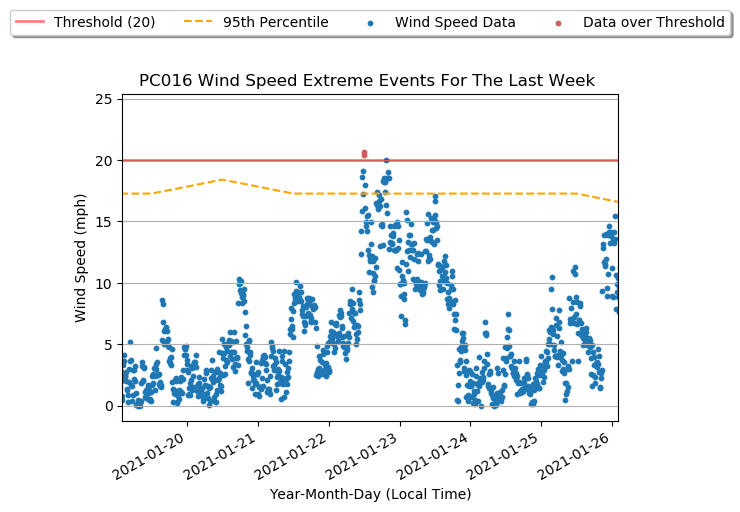 Threshold (20) 95th Percentile Wind Speed Data Data over Threshold
PC016 Wind Speed Extreme Events For The Last Week
25
20
15
10
5
0
Wind Speed (mph)
2021-01-20 2021-01-21 2021-01-22 2021-01-23 2021-01-24 2021-01-25 2021-01-26
Year-Month-Day (Local Time)